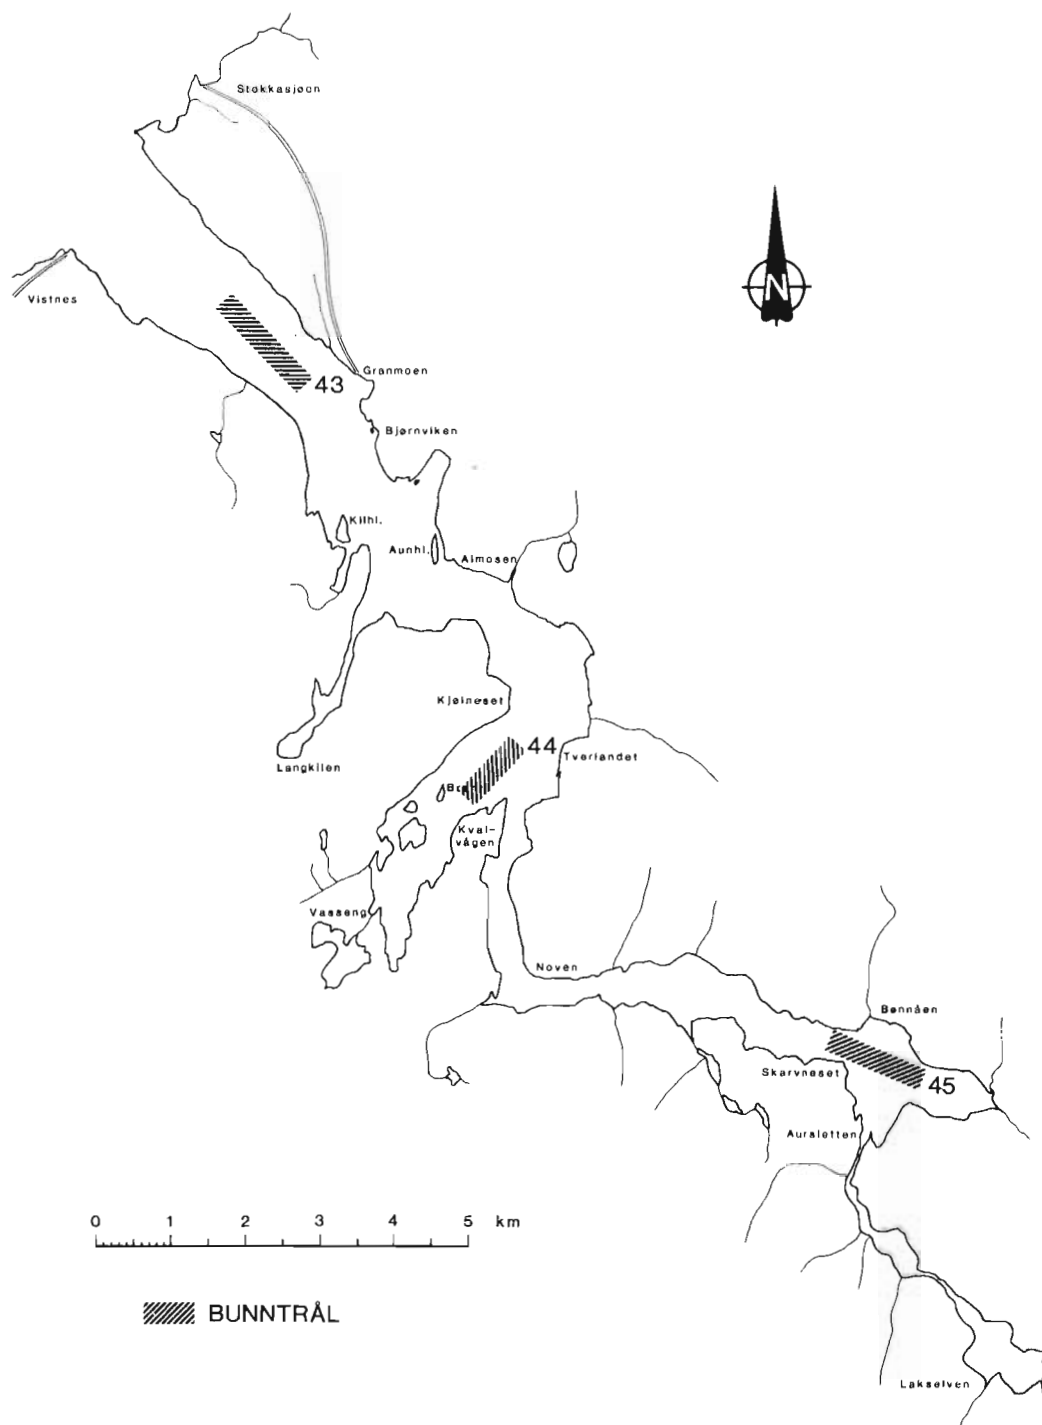 Stokkasjøen
Vistnes
N
Granmoen
43
Bjørnviken
Kilhl.
Aunhl.
Almosen
Kjølneset
44
Tverlandet
Langkilen
Kval-
vågen
Vasseng
Noven
Bønnåen
Skarvneset
45
Auraletten
0 1 2 3 4 5 km
BUNNTRÅL
Lakselven